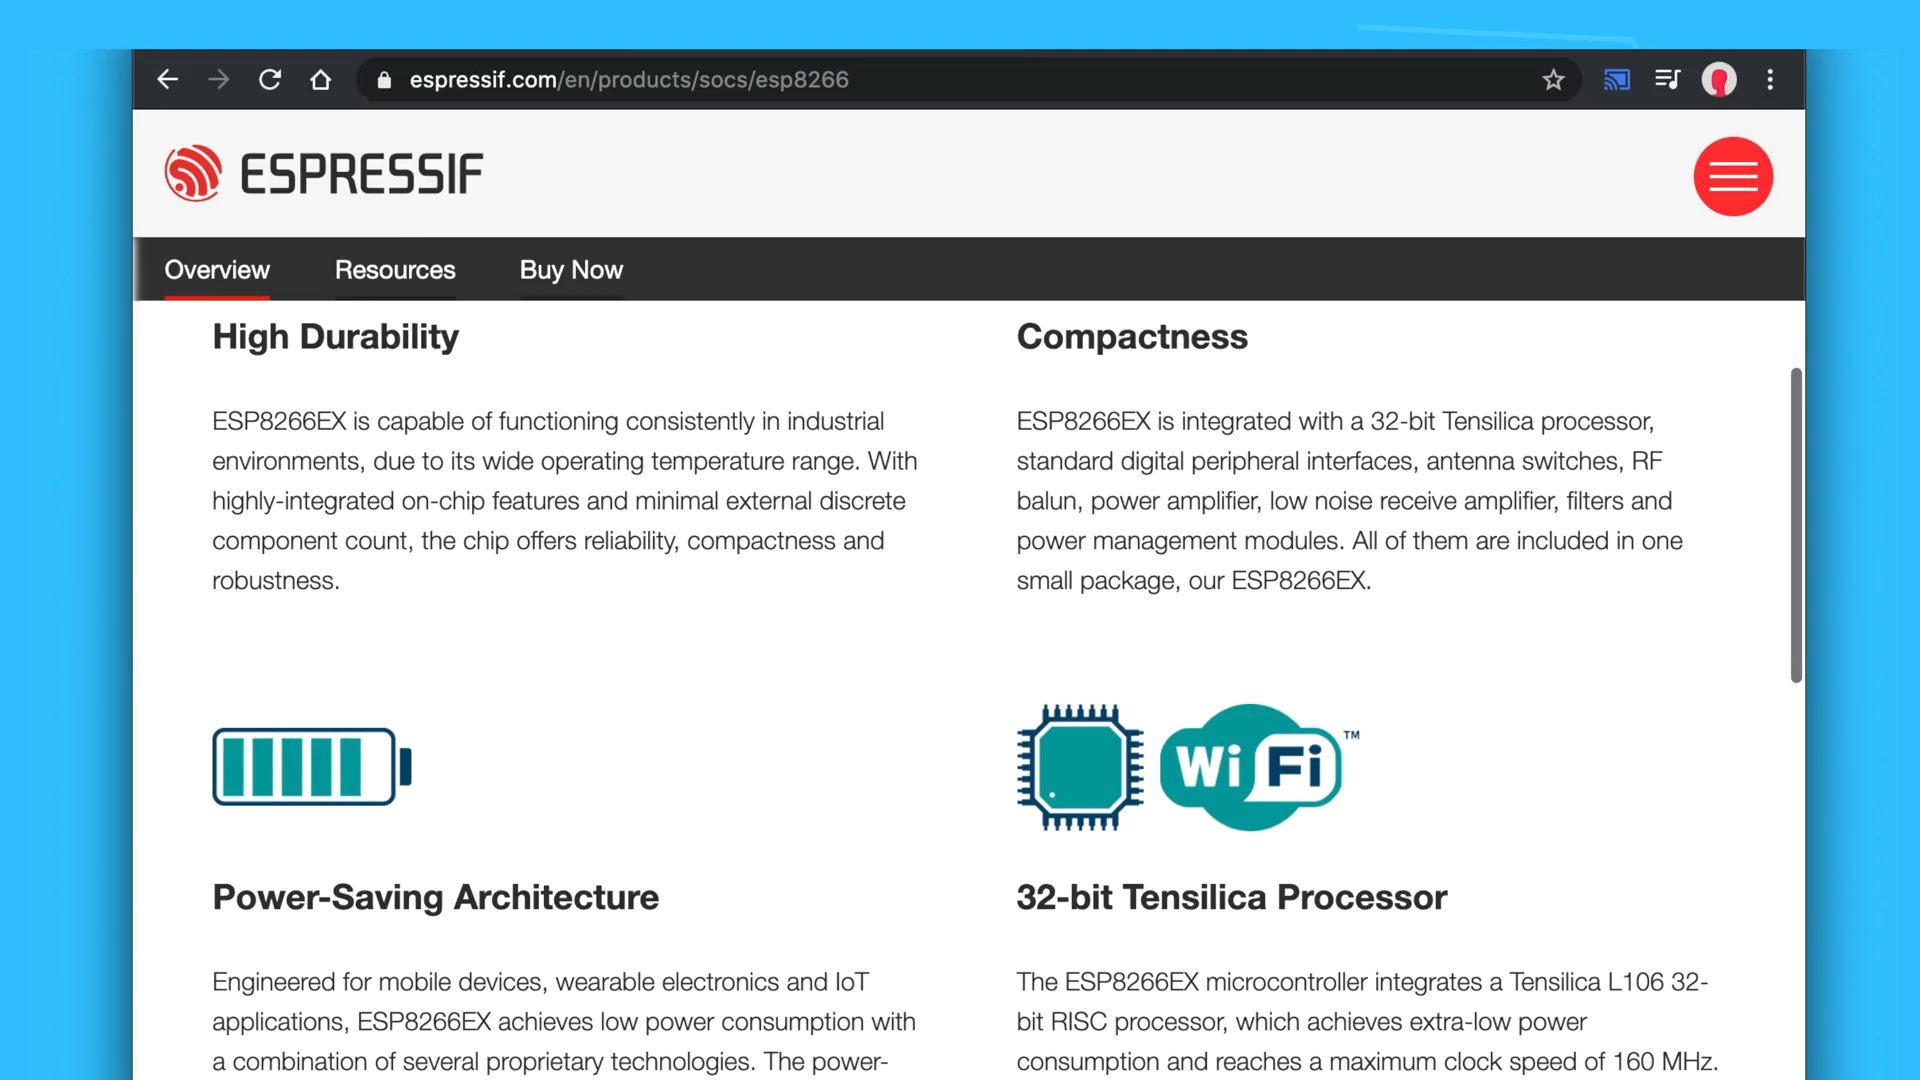 espressif.com/en/products/socs/esp8266
ESPRESSIF
Overview Resources Buy Now
High Durability
ESP8266EX is capable of functioning consistently in industrial
environments, due to its wide operating temperature range. With
highly-integrated on-chip features and minimal external discrete
component count, the chip offers reliability, compactness and
robustness.
Compactness
ESP8266EX is integrated with a 32-bit Tensilica processor,
standard digital peripheral interfaces, antenna switches, RF
balun, power amplifier, low noise receive amplifier, filters and
power management modules. All of them are included in one
small package, our ESP8266EX.
Power-Saving Architecture
Engineered for mobile devices, wearable electronics and IoT
applications, ESP8266EX achieves low power consumption with
a combination of several proprietary technologies. The power-
Wi Fi ™
32-bit Tensilica Processor
The ESP8266EX microcontroller integrates a Tensilica L106 32-
bit RISC processor, which achieves extra-low power
consumption and reaches a maximum clock speed of 160 MHz.